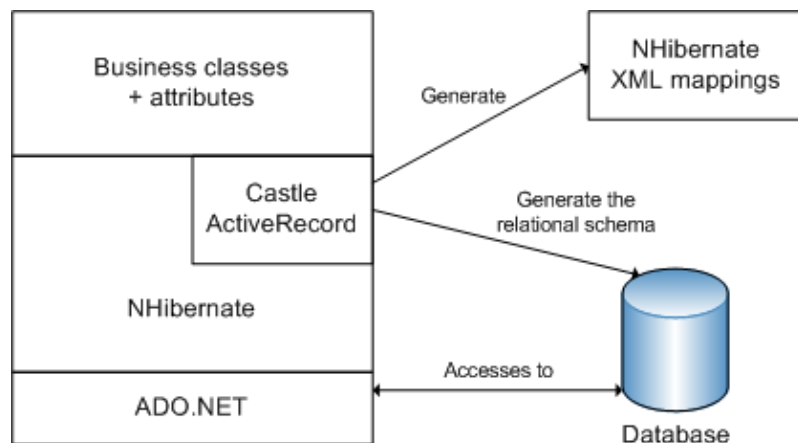 Business classes
+ attributes
NHibernate
XML mappings
Generate
Castle
ActiveRecord
Generate the
relational schema
NHibernate
Accesses to
ADO.NET
Database